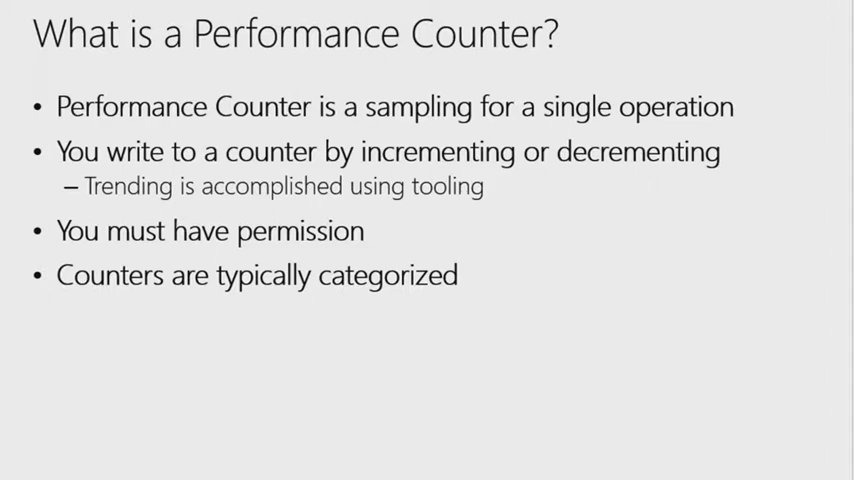 What is a Performance Counter?
• Performance Counter is a sampling for a single operation
• You write to a counter by incrementing or decrementing
– Trending is accomplished using tooling
• You must have permission
• Counters are typically categorized